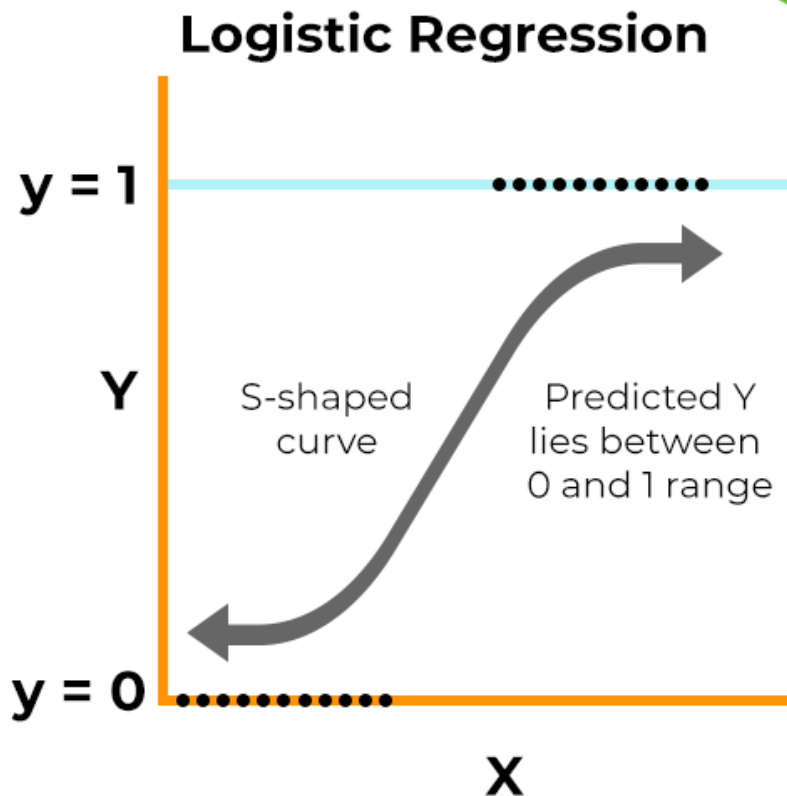 Logistic Regression
y = 1
Y
S-shaped
curve
Predicted Y
lies between
0 and 1 range
y = 0
X